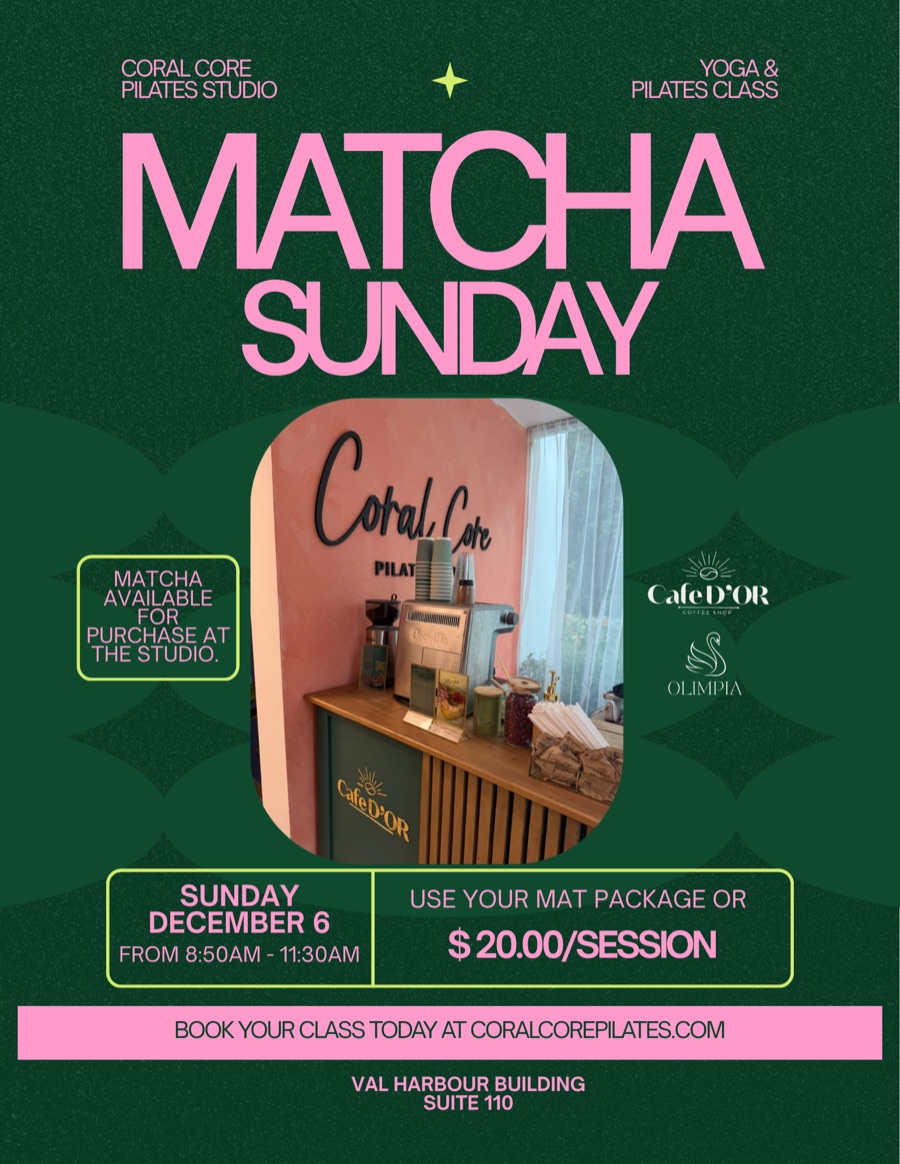 CORAL CORE
PILATES STUDIO
YOGA &
PILATES CLASS
MATCHA
SUNDAY
Coral Core
MATCHA
AVAILABLE
FOR
PURCHASE AT
THE STUDIO.
Cafe D'OR
COFFEE SHOP
OLIMPIA
Cafe D'OR
SUNDAY
DECEMBER 6
FROM 8:50AM - 11:30AM
USE YOUR MAT PACKAGE OR
$ 20.00/SESSION
BOOK YOUR CLASS TODAY AT CORALCOREPILATES.COM
VAL HARBOUR BUILDING
SUITE 110